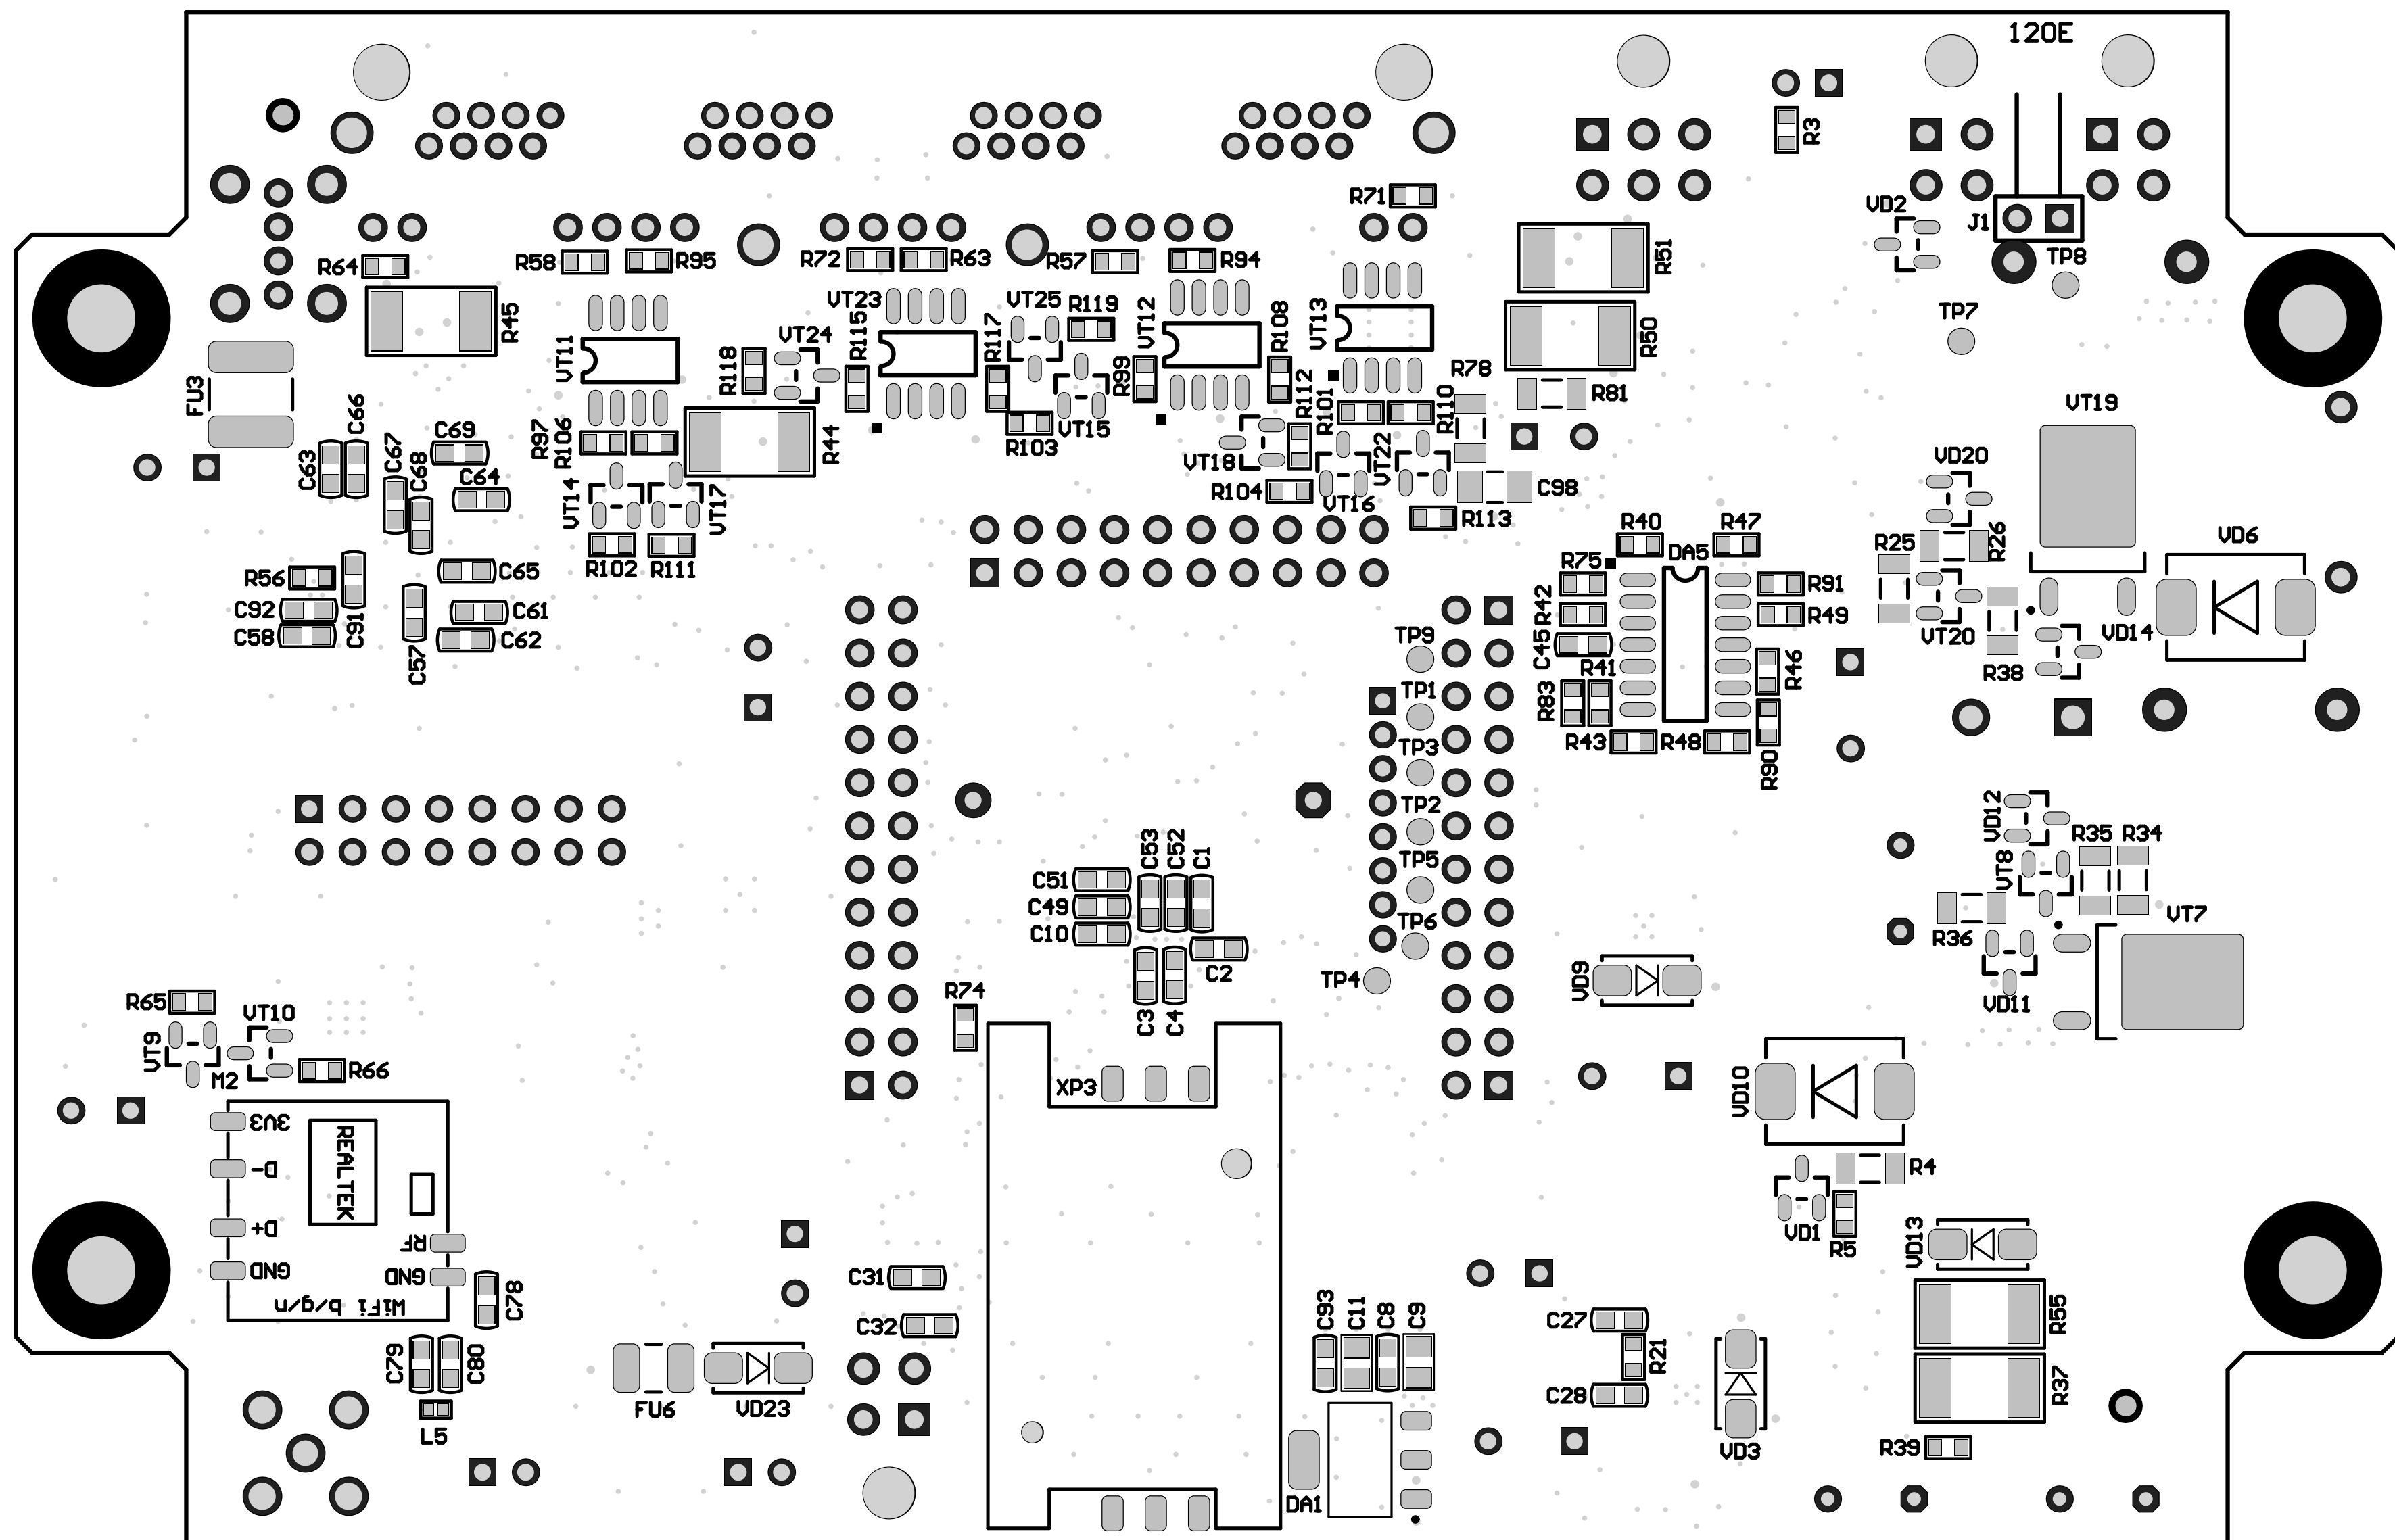 120E
R3
R71
VD2
J1
TP8
R64
R58
R95
R72
R63
R57
R94
R51
R45
VT11
VT23
VT24
R115
R118
VT25
R119
R117
VT12
R99
R108
VT13
R50
TP7
FU3
R78
R81
VT19
C66
C63
C67
C68
C69
C64
R97
R106
R44
R103
VT15
R112
R101
R110
VT18
VT22
R104
VT16
C98
R113
VD20
VT14
VT17
R102
R111
R40
R47
DA5
R75
R91
R42
R49
C45
R41
R46
R83
R43
R48
R90
R25
R26
VD6
VT20
VD14
R38
R56
C92
C58
C91
C65
C61
C62
C57
TP9
TP1
TP3
TP2
TP5
TP6
TP4
VD12
R35
R34
VT8
VT7
R36
VD11
C53
C52
C1
C51
C49
C10
C2
C3
C4
R74
VD9
R65
VT10
VT9
M2
R66
XP3
VD10
3V3
D-
D+
GND
REALTEK
RF
GND
WiFi b/g/n
R4
VD1
R5
VD13
C78
C31
C32
C93
C11
C8
C9
C27
R21
C28
R55
R37
C79
C80
FU6
VD23
L5
VD3
R39
DA1